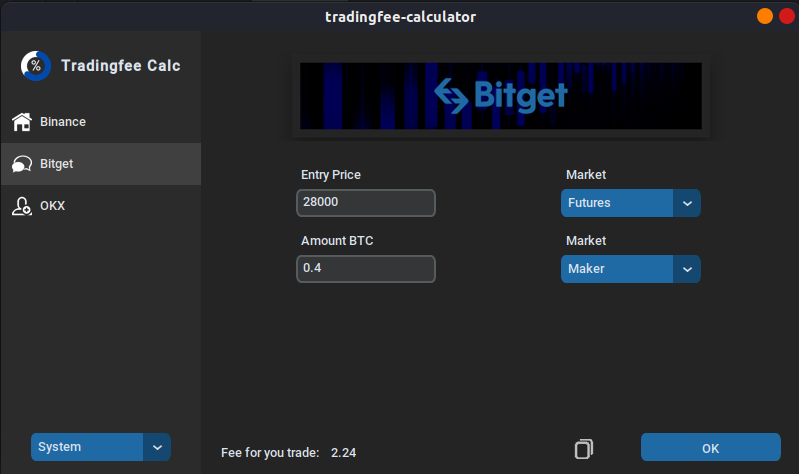 tradingfee-calculator
% Tradingfee Calc
Binance
Bitget
OKX
Bitget
Entry Price
Market
28000
Futures
Amount BTC
Market
0.4
Maker
System
Fee for you trade: 2.24
OK